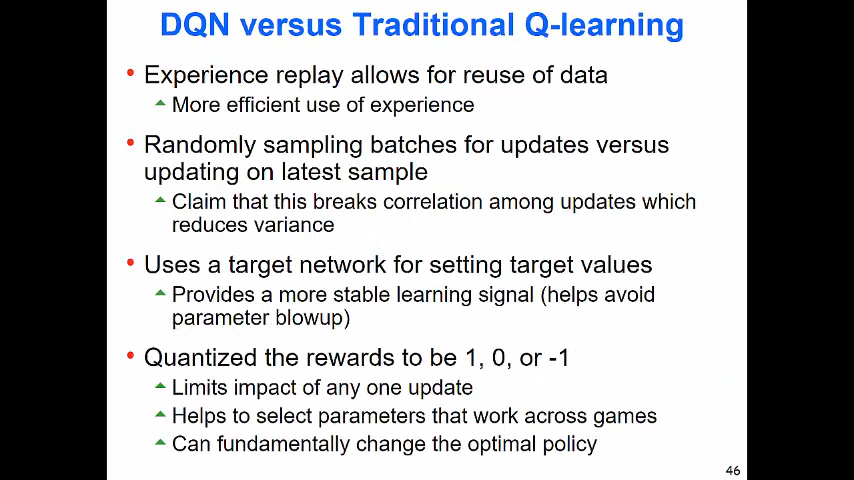 DQN versus Traditional Q-learning
• Experience replay allows for reuse of data
More efficient use of experience
• Randomly sampling batches for updates versus
updating on latest sample
Claim that this breaks correlation among updates which
reduces variance
• Uses a target network for setting target values
Provides a more stable learning signal (helps avoid
parameter blowup)
• Quantized the rewards to be 1, 0, or -1
Limits impact of any one update
Helps to select parameters that work across games
Can fundamentally change the optimal policy
46